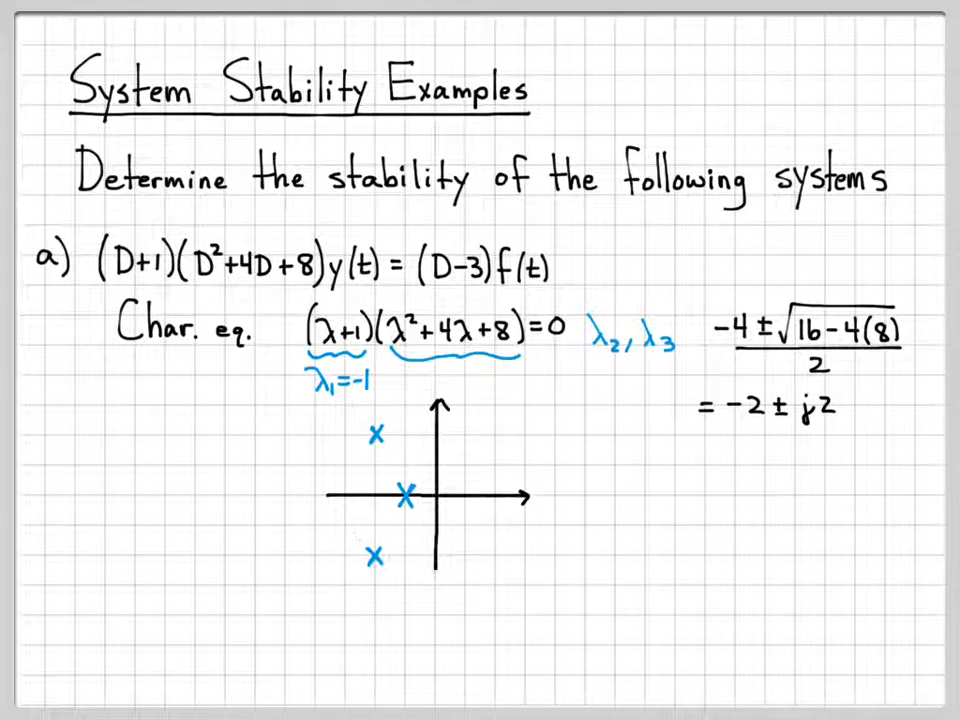 System Stability Examples
Determine the stability of the following systems
a) (D+1)(D²+4D+8)y(t) = (D-3)f(t)
Char. eq. (λ+1)(λ²+4λ+8)=0 λ₂, λ₃ -4 ± √16-4(8) / 2
λ₁=-1
= -2 ± j2